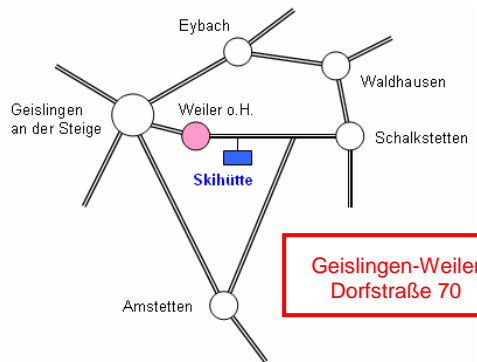 Eybach
Waldhausen
Geislingen
an der Steige
Weiler o.H.
Schalkstetten
Skihütte
Geislingen-Weiler
Dorfstraße 70
Amstetten